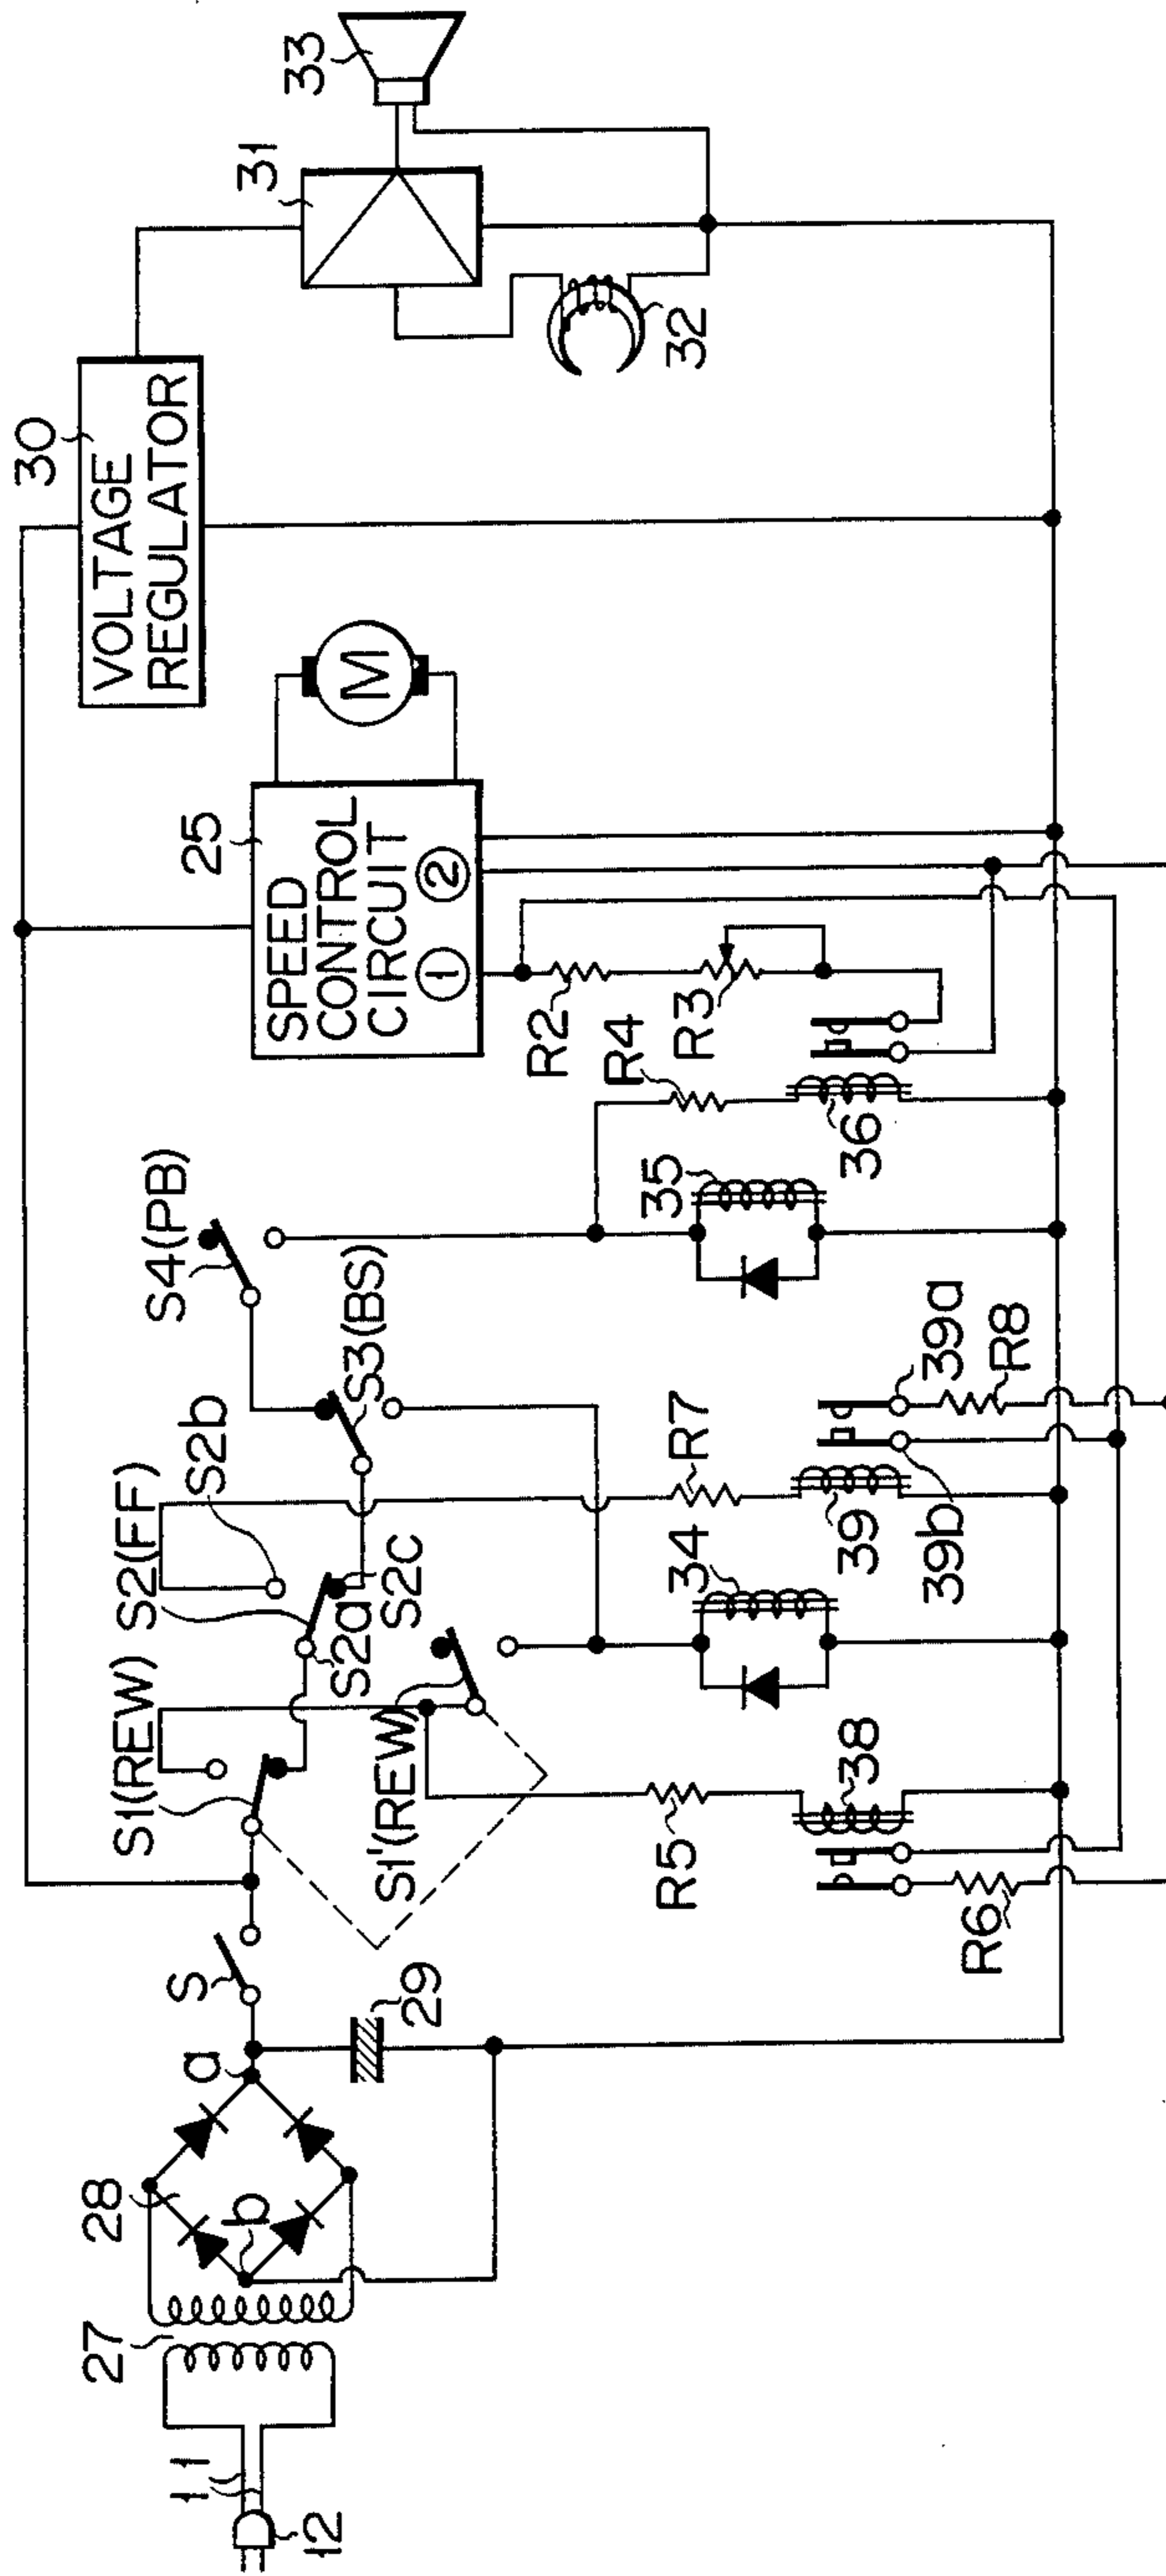 12
11
27
28
a
b
29
S
S1(REW)
S1'(REW)
S2(FF)
S2a
S2b
S2c
S3(BS)
S4(PB)
R5
38
R6
34
R7
39
39a
39b
R8
35
R4
36
R2
R3
25
SPEED
CONTROL
CIRCUIT
1
2
M
30
VOLTAGE
REGULATOR
31
32
33